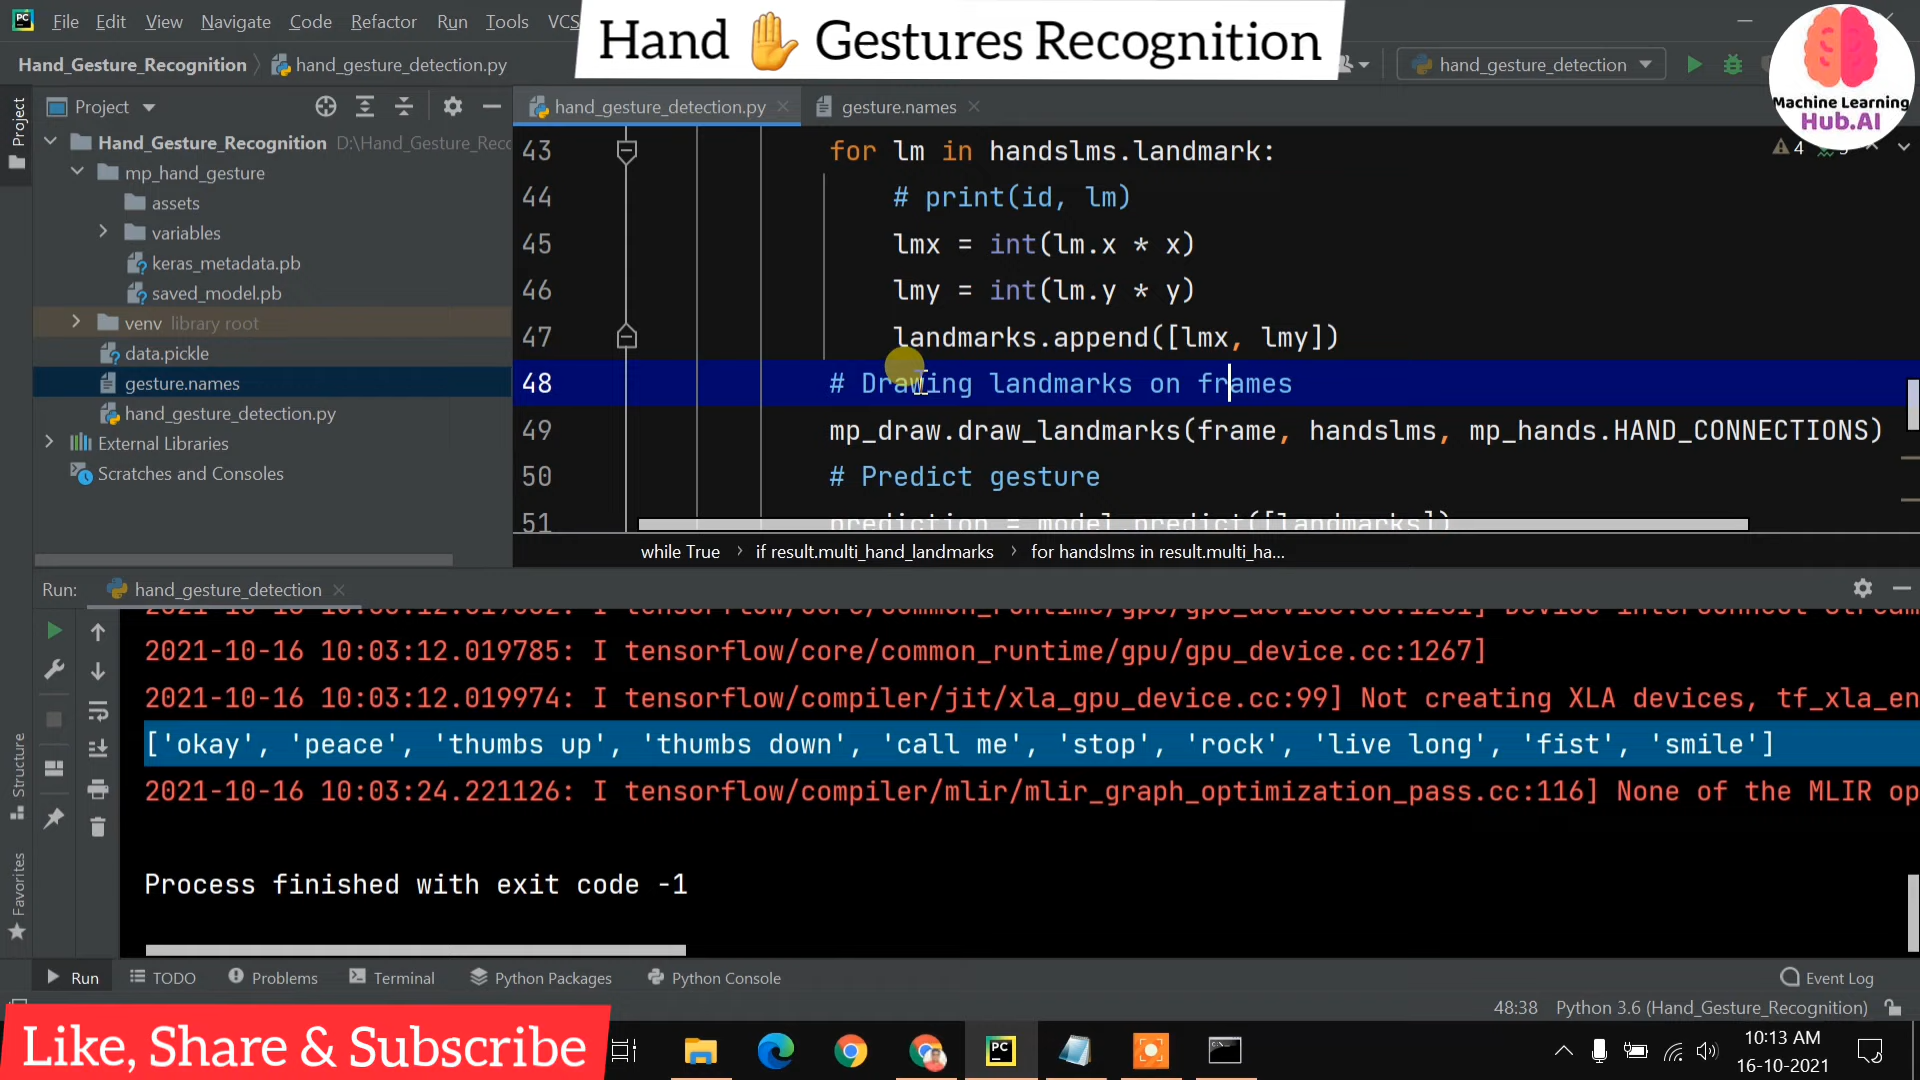 File Edit View Navigate Code Refactor Run Tools VCS
Hand ✋ Gestures Recognition
Hand_Gesture_Recognition hand_gesture_detection.py
hand_gesture_detection
Machine Learning
Hub.AI
Project
Project
hand_gesture_detection.py
gesture.names
Hand_Gesture_Recognition D:\Hand_Gesture_Rec
mp_hand_gesture
assets
variables
keras_metadata.pb
saved_model.pb
venv library root
data.pickle
gesture.names
hand_gesture_detection.py
External Libraries
Scratches and Consoles
4
43 for lm in handslms.landmark:
44 # print(id, lm)
45 lmx = int(lm.x * x)
46 lmy = int(lm.y * y)
47 landmarks.append([lmx, lmy])
48 # Drawing landmarks on frames
49 mp_draw.draw_landmarks(frame, handslms, mp_hands.HAND_CONNECTIONS)
50 # Predict gesture
51 prediction = model.predict([landmarks])
while True › if result.multi_hand_landmarks › for handslms in result.multi_ha...
Run: hand_gesture_detection
2021-10-16 10:03:12.019785: I tensorflow/core/common_runtime/gpu/gpu_device.cc:1267]
2021-10-16 10:03:12.019974: I tensorflow/compiler/jit/xla_gpu_device.cc:99] Not creating XLA devices, tf_xla_en
['okay', 'peace', 'thumbs up', 'thumbs down', 'call me', 'stop', 'rock', 'live long', 'fist', 'smile']
2021-10-16 10:03:24.221126: I tensorflow/compiler/mlir/mlir_graph_optimization_pass.cc:116] None of the MLIR op
Process finished with exit code -1
Structure
Favorites
Run TODO Problems Terminal Python Packages Python Console Event Log
48:38 Python 3.6 (Hand_Gesture_Recognition)
Like, Share & Subscribe
PC
10:13 AM
16-10-2021